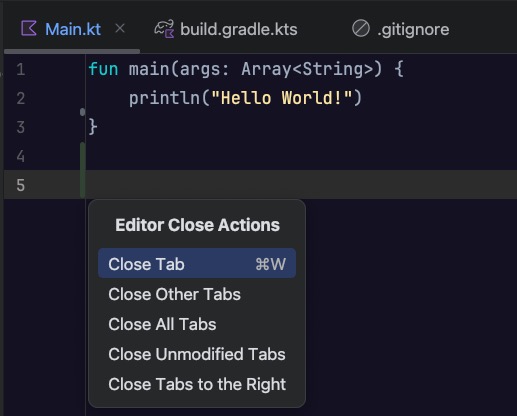 Main.kt × build.gradle.kts .gitignore
1 fun main(args: Array<String>) {
2 println("Hello World!")
3 }
4
5
Editor Close Actions
Close Tab ⌘W
Close Other Tabs
Close All Tabs
Close Unmodified Tabs
Close Tabs to the Right